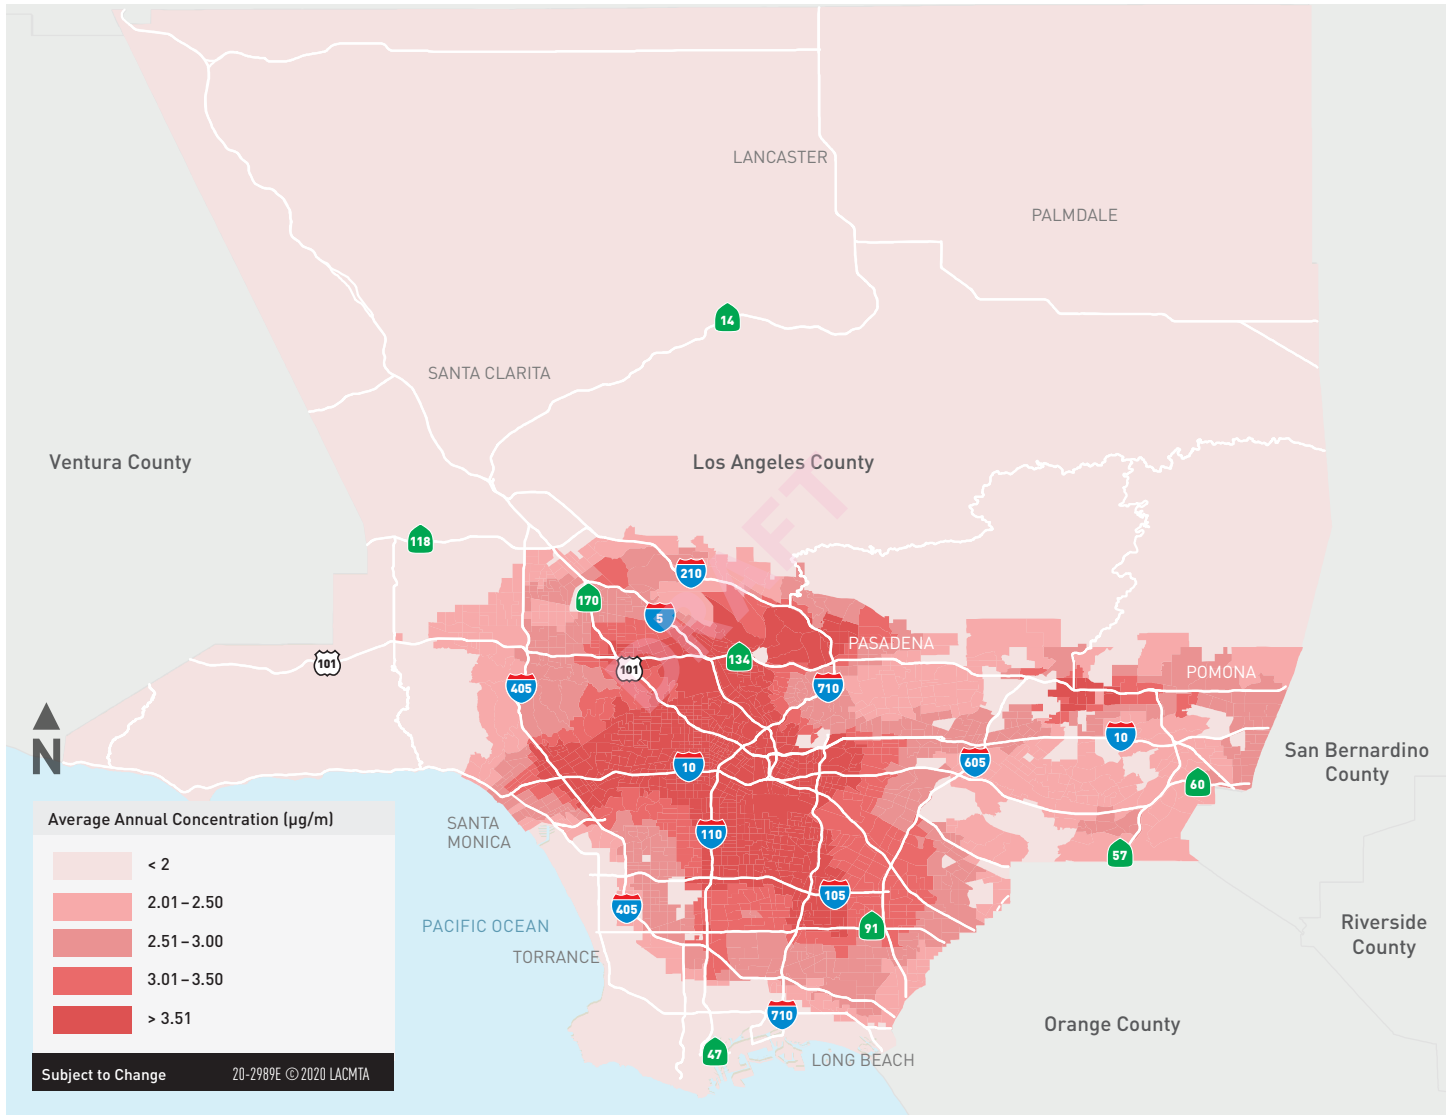 LANCASTER
PALMDALE
14
SANTA CLARITA
Ventura County
Los Angeles County
118
210
170
5
PASADENA
134
101
101
POMONA
405
710
10
10
605
San Bernardino
County
60
Average Annual Concentration (µg/m)
< 2
2.01–2.50
2.51–3.00
3.01–3.50
> 3.51
SANTA
MONICA
110
57
105
405
91
PACIFIC OCEAN
Riverside
County
TORRANCE
710
Orange County
47
LONG BEACH
N
Subject to Change
20-2989E © 2020 LACMTA